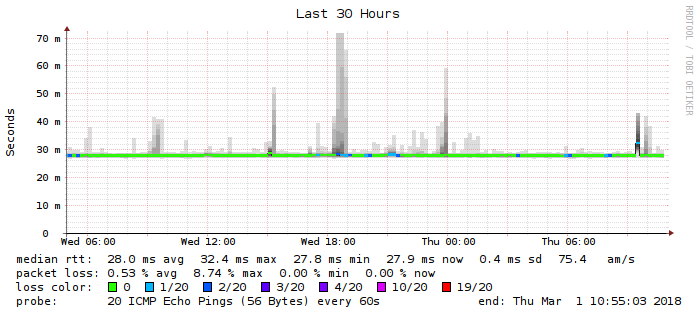 Last 30 Hours
RRDTOOL / TOBI OETIKER
Seconds
70 m
60 m
50 m
40 m
30 m
20 m
10 m
0
Wed 06:00 Wed 12:00 Wed 18:00 Thu 00:00 Thu 06:00
median rtt: 28.0 ms avg 32.4 ms max 27.8 ms min 27.9 ms now 0.4 ms sd 75.4 am/s
packet loss: 0.53 % avg 8.74 % max 0.00 % min 0.00 % now
loss color: 0 1/20 2/20 3/20 4/20 10/20 19/20
probe: 20 ICMP Echo Pings (56 Bytes) every 60s end: Thu Mar 1 10:55:03 2018